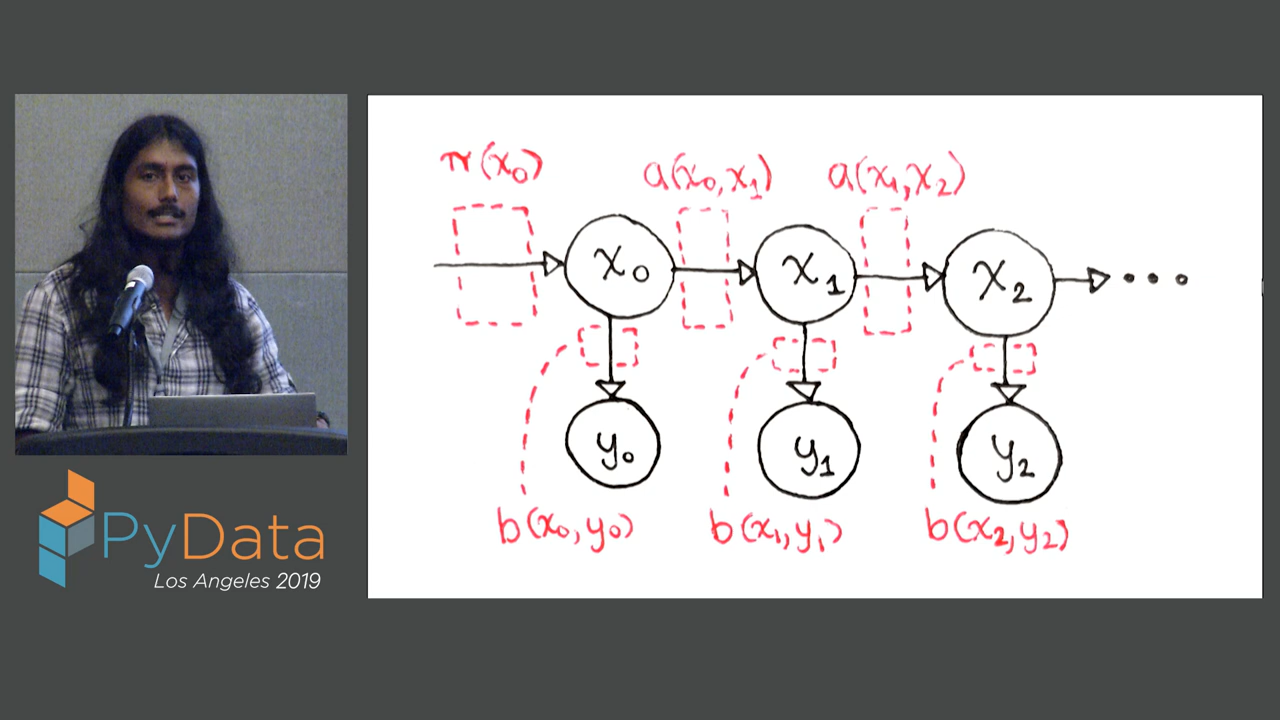 π(x₀)
a(x₀,x₁)
a(x₁,x₂)
x₀
x₁
x₂
y₀
y₁
y₂
b(x₀,y₀)
b(x₁,y₁)
b(x₂,y₂)
PyData
Los Angeles 2019